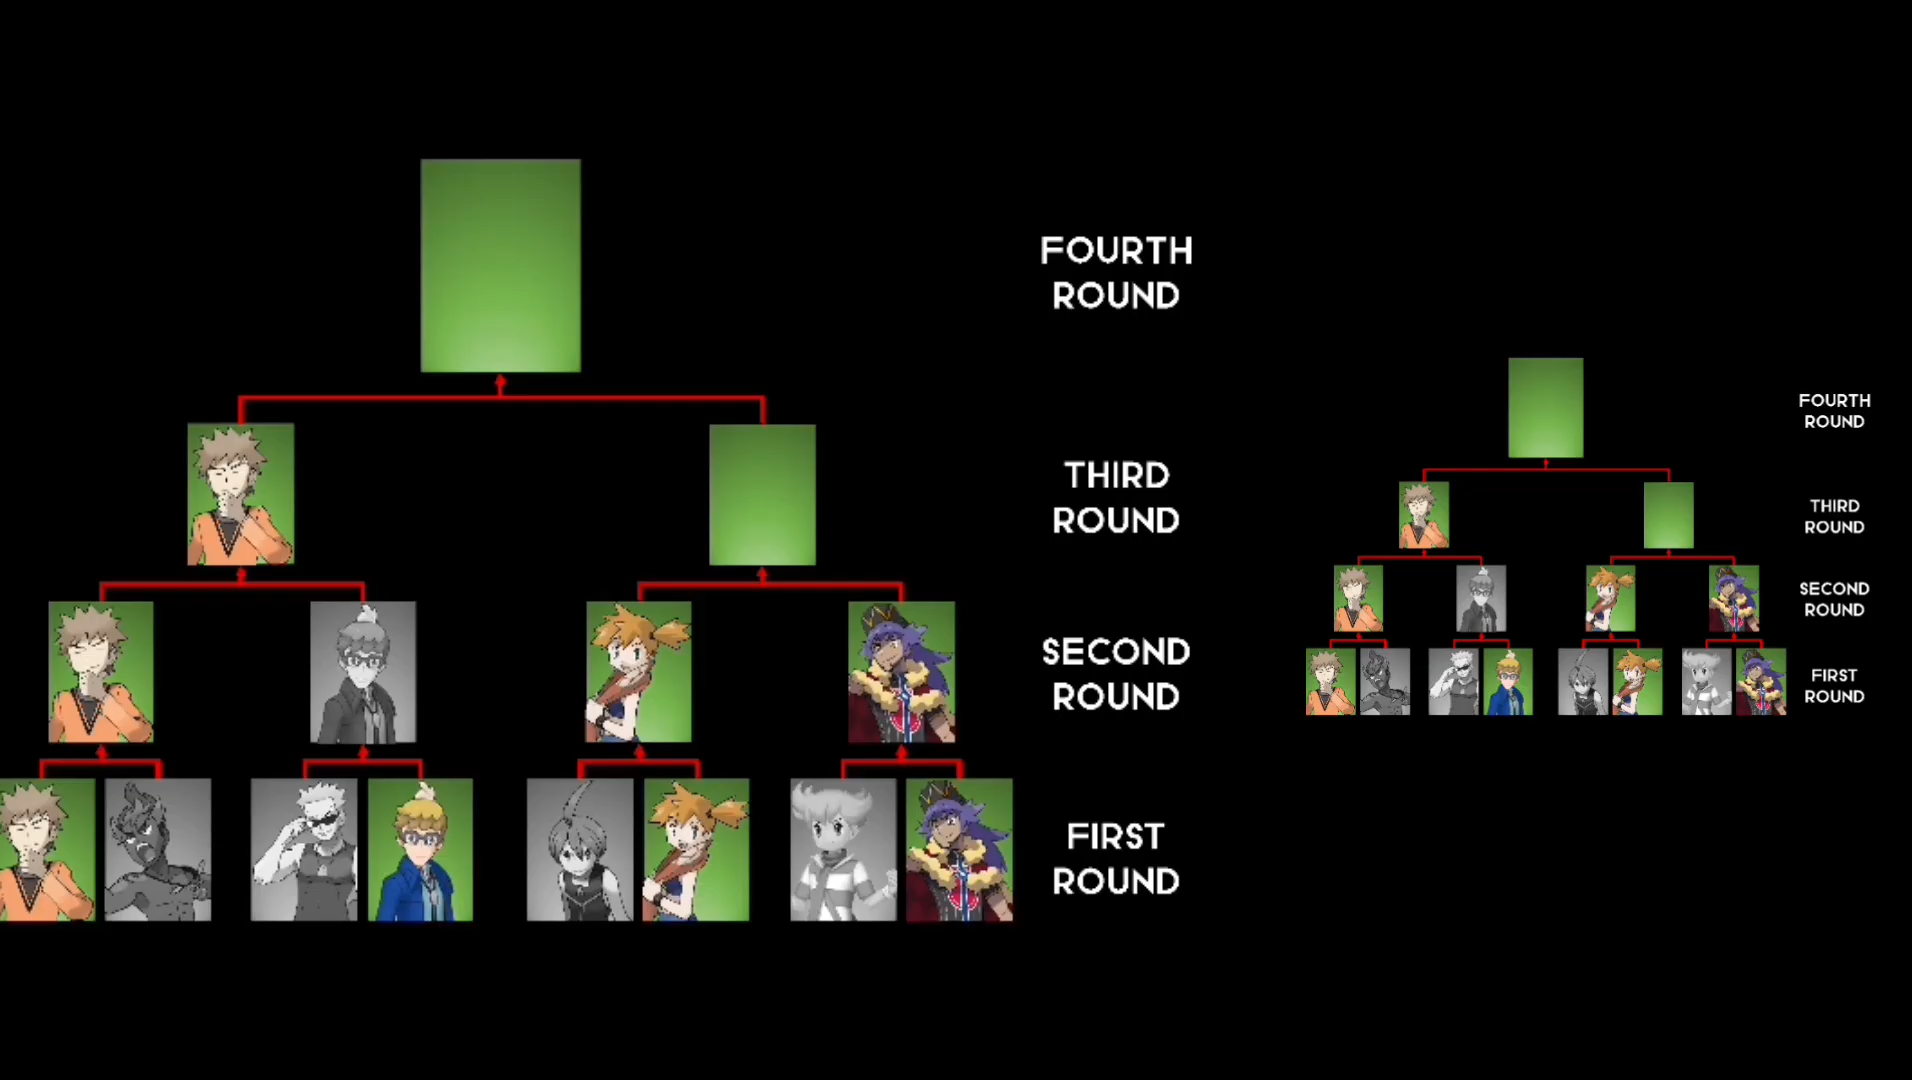 FOURTH
ROUND
THIRD
ROUND
SECOND
ROUND
FIRST
ROUND
FOURTH
ROUND
THIRD
ROUND
SECOND
ROUND
FIRST
ROUND